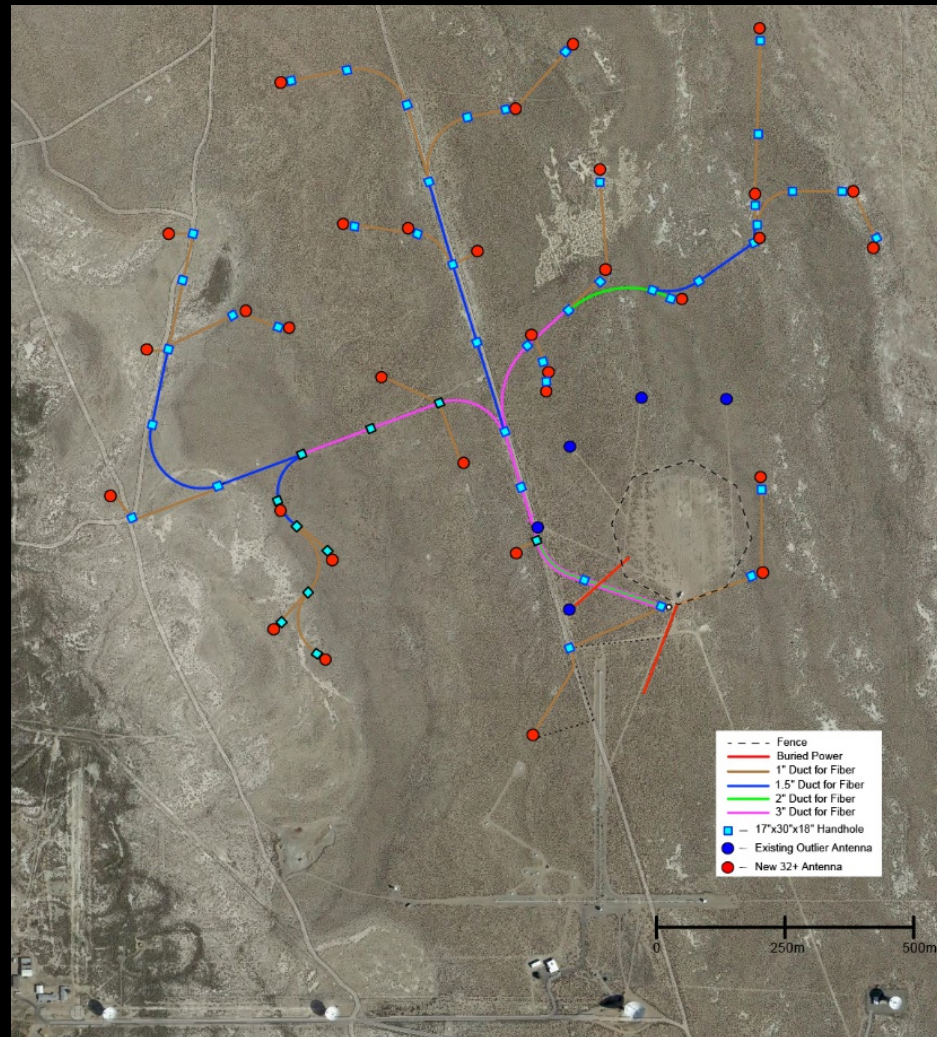 Fence
Buried Power
1" Duct for Fiber
1.5" Duct for Fiber
2" Duct for Fiber
3" Duct for Fiber
17"x30"x18" Handhole
Existing Outlier Antenna
New 32+ Antenna
0 250m 500m